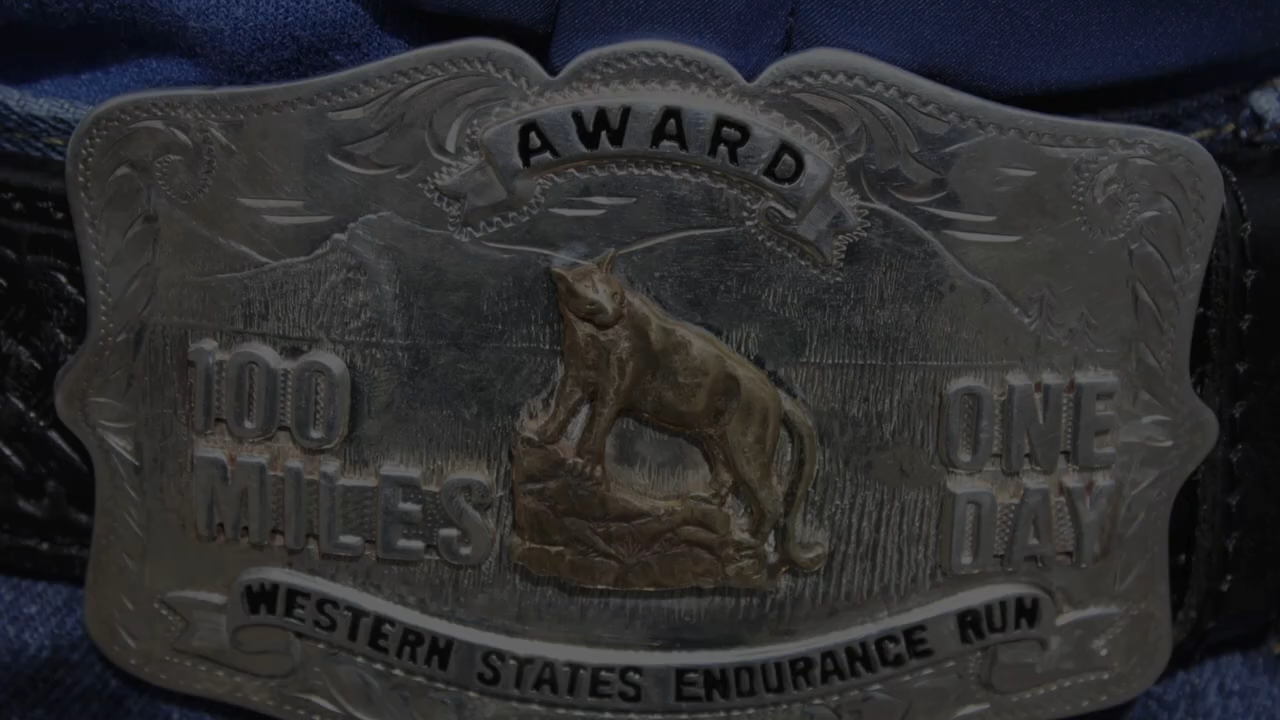 AWARD
100
MILES
ONE
DAY
WESTERN STATES ENDURANCE RUN